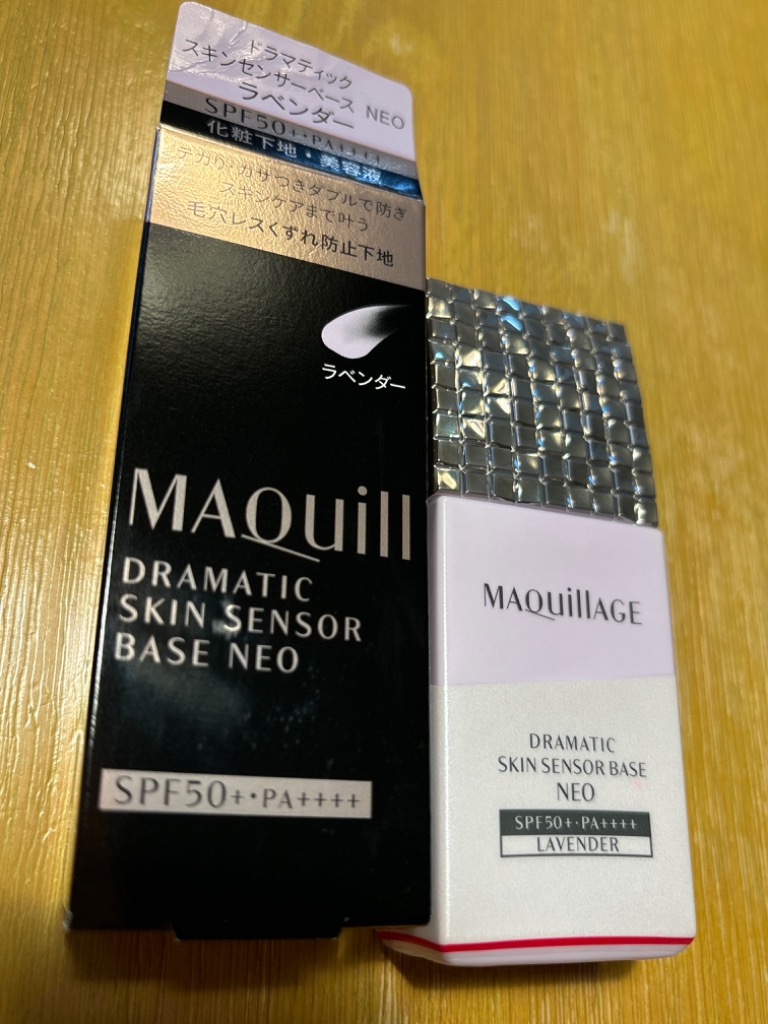 ドラマティック
スキンセンサーベース NEO
ラベンダー
SPF50+・PA++++
化粧下地・美容液
テカリ・カサつきダブルで防ぎ
スキンケアまで叶う
毛穴レスくずれ防止下地
ラベンダー
MAQuill
DRAMATIC
SKIN SENSOR
BASE NEO
SPF50+・PA++++
MAQuillAGE
DRAMATIC
SKIN SENSOR BASE
NEO
SPF50+・PA++++
LAVENDER